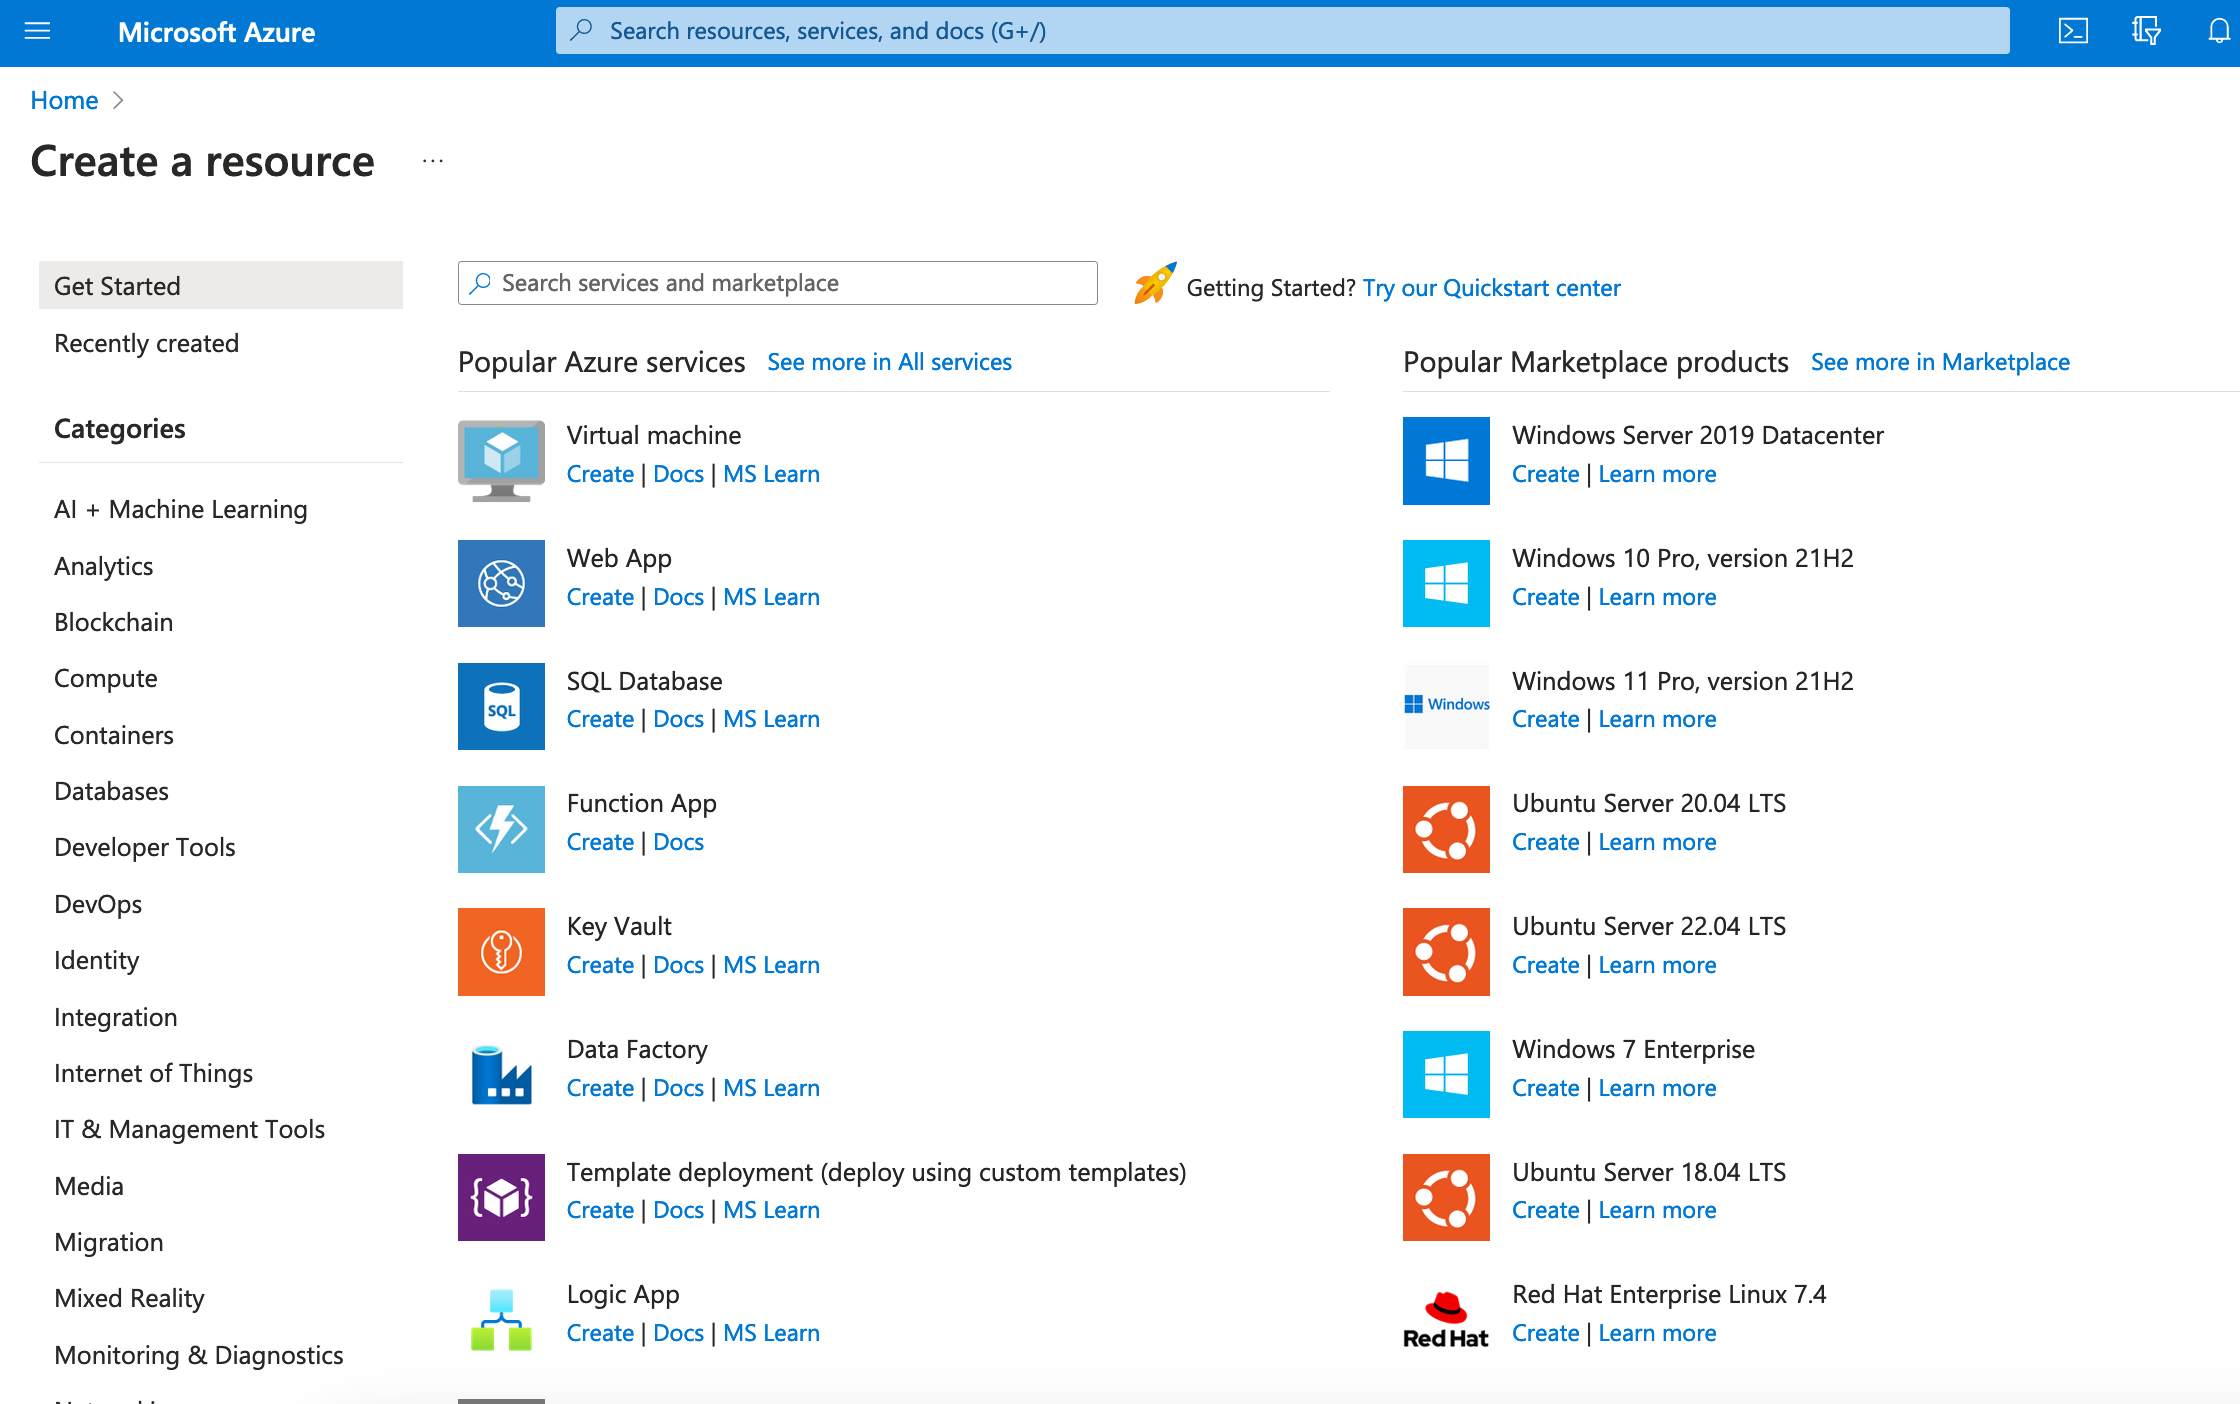 Microsoft Azure
Search resources, services, and docs (G+/)
Home
Create a resource
...
Get Started
Recently created
Categories
AI + Machine Learning
Analytics
Blockchain
Compute
Containers
Databases
Developer Tools
DevOps
Identity
Integration
Internet of Things
IT & Management Tools
Media
Migration
Mixed Reality
Monitoring & Diagnostics
Search services and marketplace
Getting Started? Try our Quickstart center
Popular Azure services See more in All services
Virtual machine
Create | Docs | MS Learn
Web App
Create | Docs | MS Learn
SQL
SQL Database
Create | Docs | MS Learn
Function App
Create | Docs
Key Vault
Create | Docs | MS Learn
Data Factory
Create | Docs | MS Learn
Template deployment (deploy using custom templates)
Create | Docs | MS Learn
Logic App
Create | Docs | MS Learn
Popular Marketplace products See more in Marketplace
Windows Server 2019 Datacenter
Create | Learn more
Windows 10 Pro, version 21H2
Create | Learn more
Windows
Windows 11 Pro, version 21H2
Create | Learn more
Ubuntu Server 20.04 LTS
Create | Learn more
Ubuntu Server 22.04 LTS
Create | Learn more
Windows 7 Enterprise
Create | Learn more
Ubuntu Server 18.04 LTS
Create | Learn more
Red Hat
Red Hat Enterprise Linux 7.4
Create | Learn more